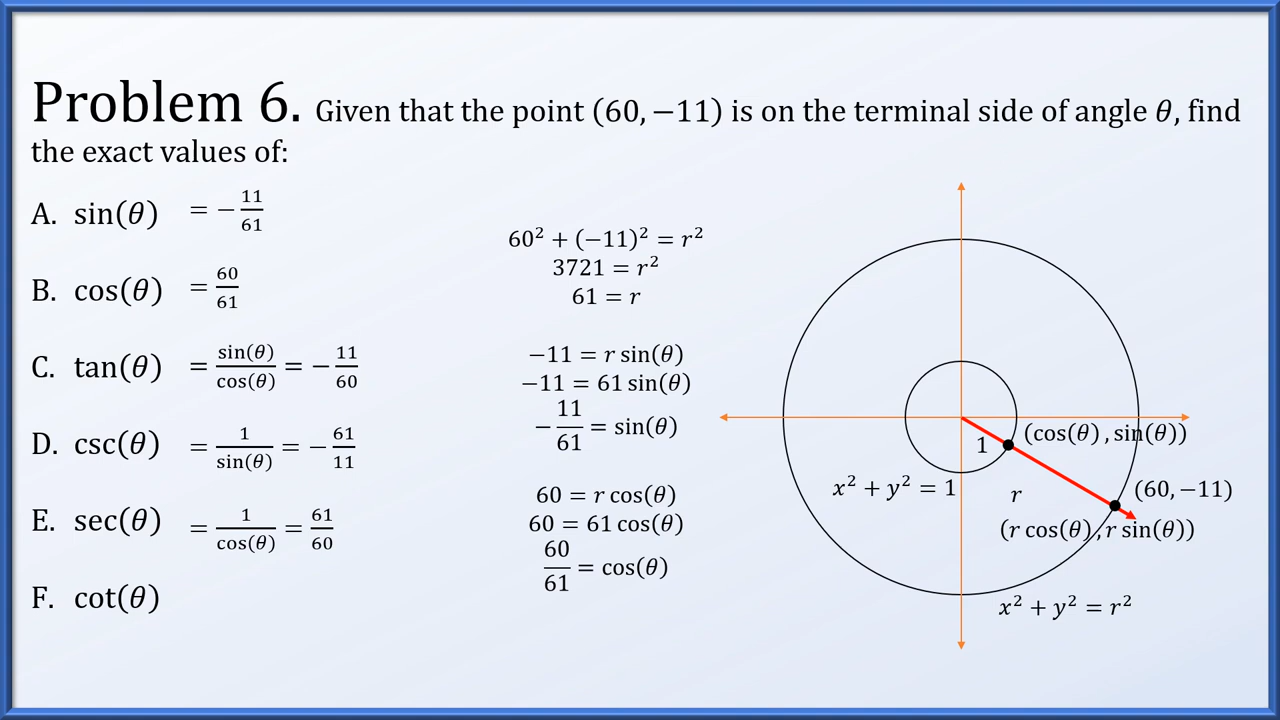 Problem 6. Given that the point (60, −11) is on the terminal side of angle θ, find
the exact values of:
A. sin(θ) = −11/61
B. cos(θ) = 60/61
C. tan(θ) = sin(θ)/cos(θ) = −11/60
D. csc(θ) = 1/sin(θ) = −61/11
E. sec(θ) = 1/cos(θ) = 61/60
F. cot(θ)
60² + (−11)² = r²
3721 = r²
61 = r
−11 = r sin(θ)
−11 = 61 sin(θ)
−11/61 = sin(θ)
60 = r cos(θ)
60 = 61 cos(θ)
60/61 = cos(θ)
(cos(θ), sin(θ))
1
x² + y² = 1
r
(60, −11)
(r cos(θ), r sin(θ))
x² + y² = r²